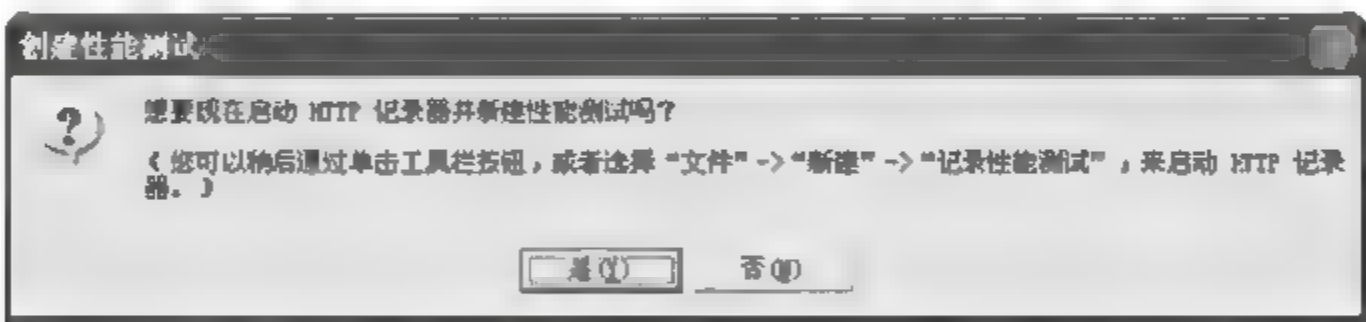 创建性能测试
想要现在启动 HTTP 记录器并新建性能测试吗?
(您可以稍后通过单击工具栏按钮,或者选择 “文件”->“新建”->“记录性能测试”,来启动 HTTP 记录
器。)
是(Y) 否(N)